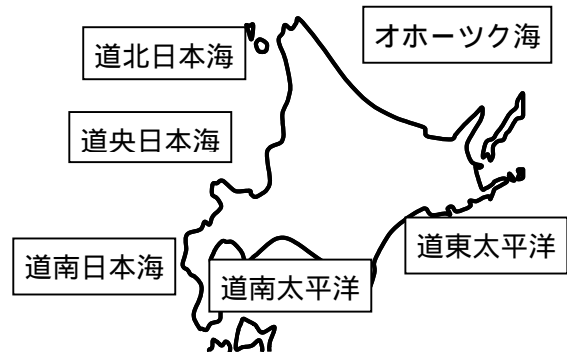 オホーツク海
道北日本海
道央日本海
道東太平洋
道南日本海
道南太平洋